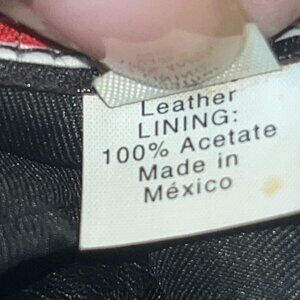 Leather
LINING:
100% Acetate
Made in
México